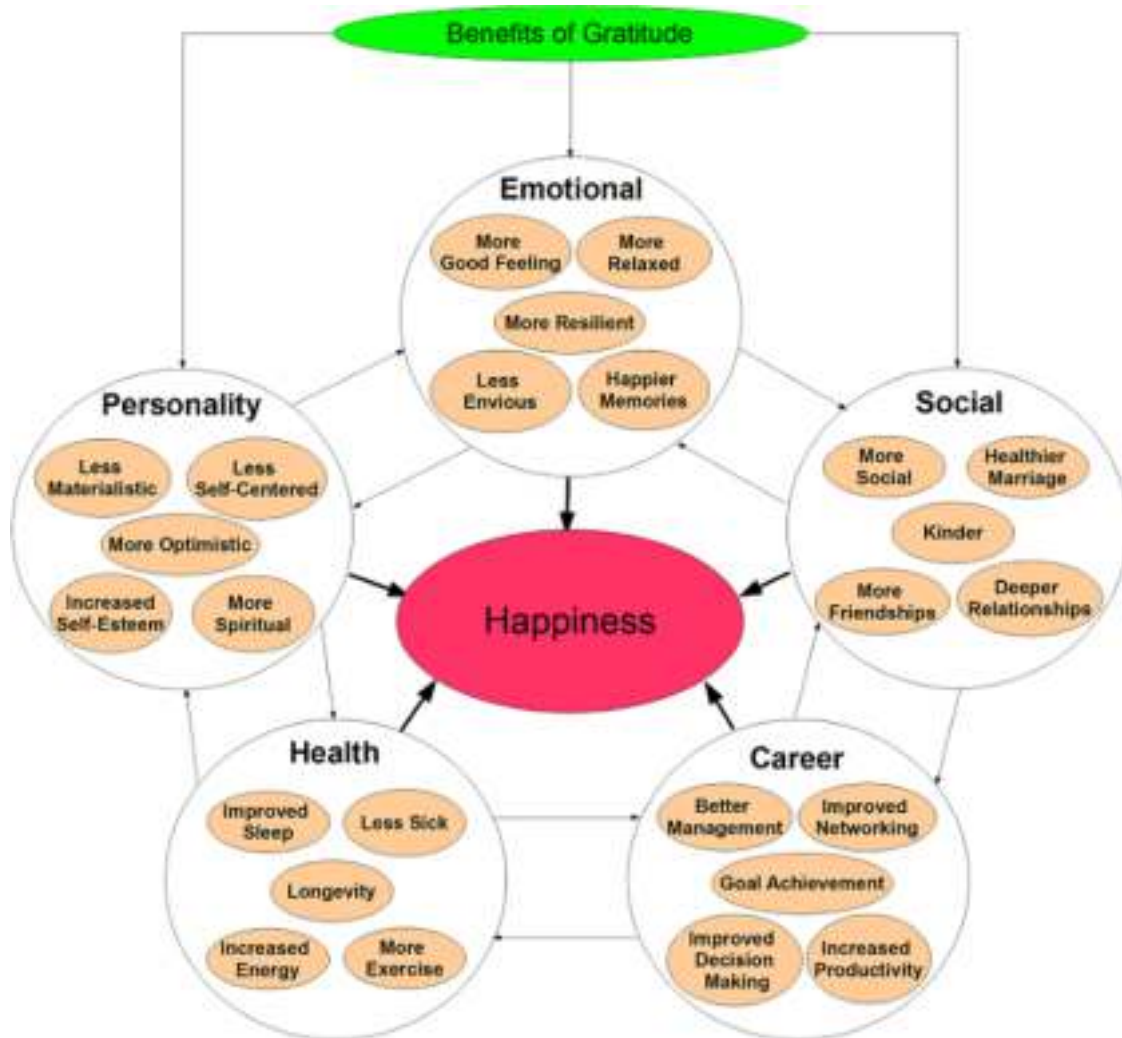 Benefits of Gratitude
Emotional
More
Good Feeling
More
Relaxed
More Resilient
Less
Envious
Happier
Memories
Personality
Less
Materialistic
Less
Self-Centered
More Optimistic
Increased
Self-Esteem
More
Spiritual
Social
More
Social
Healthier
Marriage
Kinder
More
Friendships
Deeper
Relationships
Happiness
Health
Improved
Sleep
Less Sick
Longevity
Increased
Energy
More
Exercise
Career
Better
Management
Improved
Networking
Goal Achievement
Improved
Decision
Making
Increased
Productivity